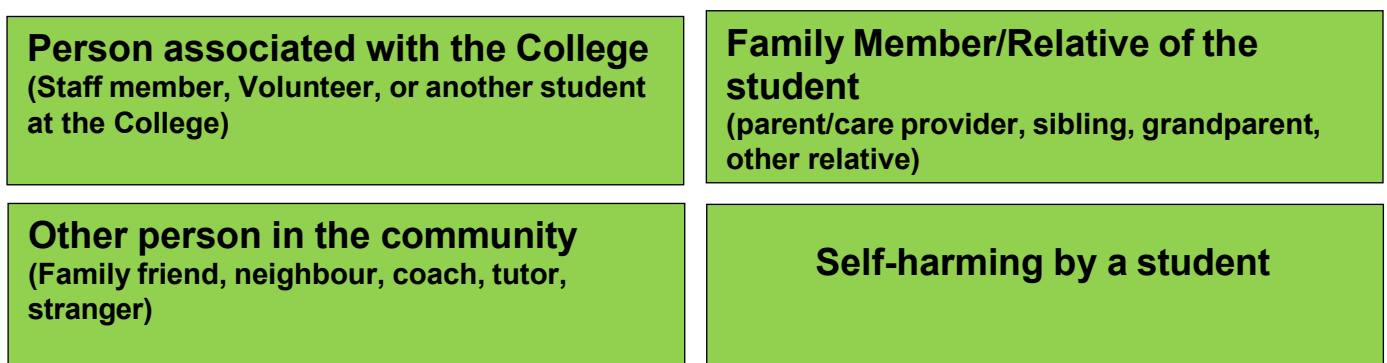 Person associated with the College
(Staff member, Volunteer, or another student
at the College)
Family Member/Relative of the
student
(parent/care provider, sibling, grandparent,
other relative)
Other person in the community
(Family friend, neighbour, coach, tutor,
stranger)
Self-harming by a student